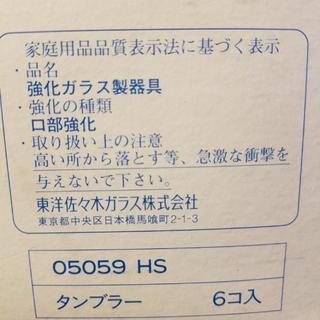 家庭用品品質表示法に基づく表示
・品名
強化ガラス製器具
・強化の種類
口部強化
・取り扱い上の注意
高い所から落とす等、急激な衝撃を
与えないで下さい。
東洋佐々木ガラス株式会社
東京都中央区日本橋馬喰町2-1-3
05059 HS
タンブラー 6コ入